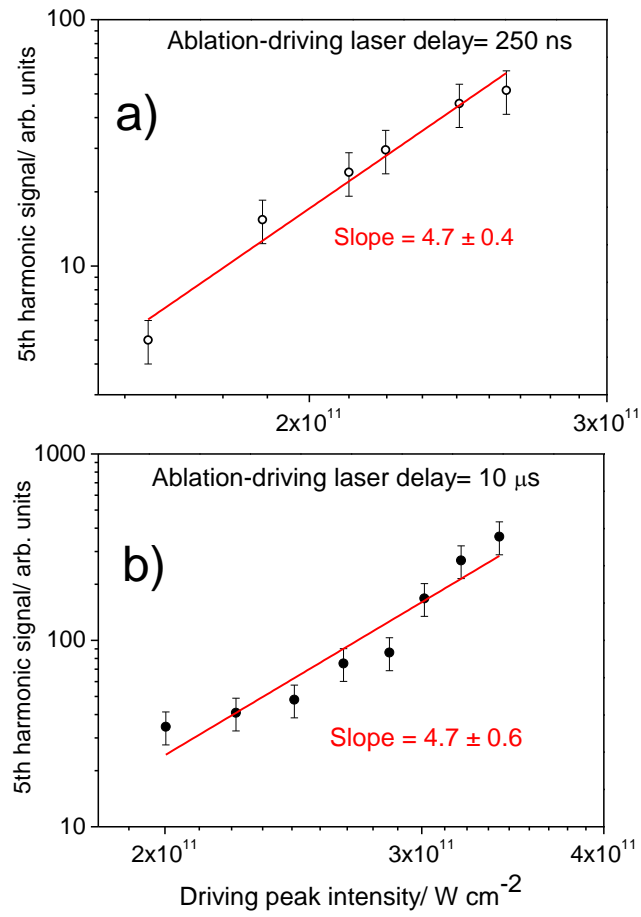 100
Ablation-driving laser delay= 250 ns
a)
5th harmonic signal/ arb. units
Slope = 4.7 ± 0.4
10
2x10¹¹ 3x10¹¹
1000
Ablation-driving laser delay= 10 μs
b)
5th harmonic signal/ arb. units
100
Slope = 4.7 ± 0.6
10
2x10¹¹ 3x10¹¹ 4x10¹¹
Driving peak intensity/ W cm⁻²